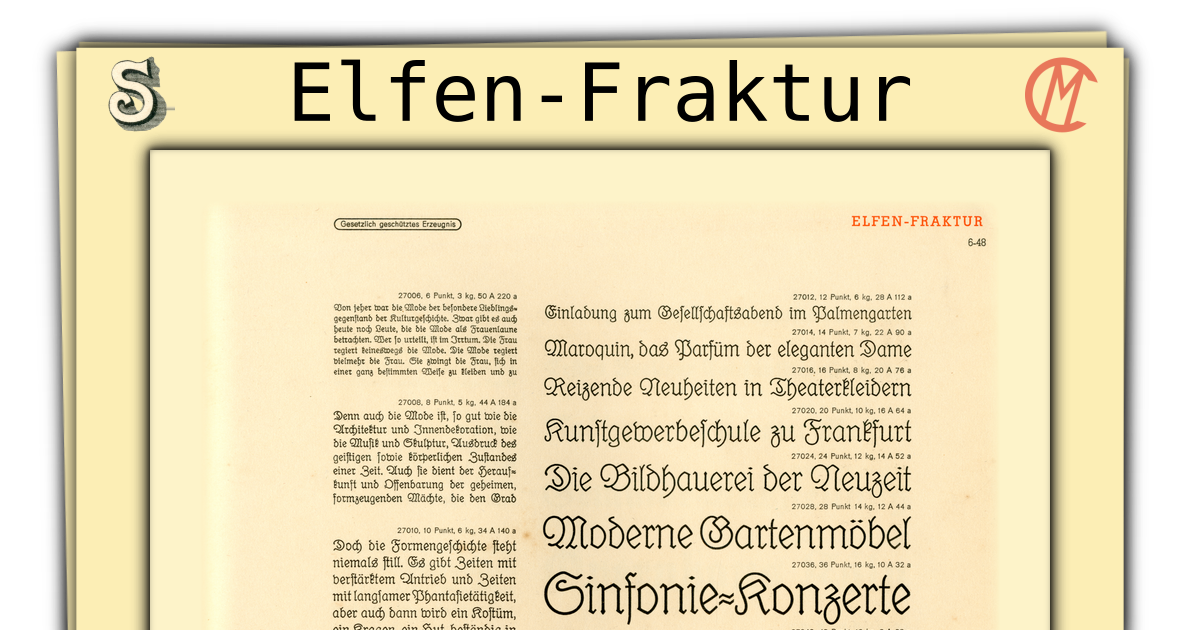 Elfen-Fraktur
Gesetzlich geschütztes Erzeugnis
ELFEN-FRAKTUR
6-48
27006, 6 Punkt, 3 kg, 50 A 220 a
Von jeher war die Mode der besondere Lieblings-
gegenstand der Kulturgeschichte. Zwar gibt es auch
heute noch Leute, die die Mode als Frauenlaune
betrachten. Wer so urteilt, ist im Irrtum. Die Frau
regiert keineswegs die Mode. Die Mode regiert
vielmehr die Frau. Sie zwingt die Frau, sich in
einer ganz bestimmten Weise zu kleiden und zu
27008, 8 Punkt, 5 kg, 44 A 184 a
Denn auch die Mode ist, so gut wie die
Architektur und Innendekoration, wie
die Musik und Skulptur, Ausdruck des
geistigen sowie körperlichen Zustandes
einer Zeit. Auch sie dient der Herauf-
kunft und Offenbarung der geheimen,
formzeugenden Mächte, die den Grad
27010, 10 Punkt, 6 kg, 34 A 140 a
Doch die Formengeschichte steht
niemals still. Es gibt Zeiten mit
verstärktem Antrieb und Zeiten
mit langsamer Phantasietätigkeit,
aber auch dann wird ein Kostüm,
ein Kragen, ein Hut, beständig in
27012, 12 Punkt, 6 kg, 28 A 112 a
Einladung zum Gesellschaftsabend im Palmengarten
27014, 14 Punkt, 7 kg, 22 A 90 a
Maroquin, das Parfüm der eleganten Dame
27016, 16 Punkt, 8 kg, 20 A 76 a
Reizende Neuheiten in Theaterkleidern
27020, 20 Punkt, 10 kg, 16 A 64 a
Kunstgewerbeschule zu Frankfurt
27024, 24 Punkt, 12 kg, 14 A 52 a
Die Bildhauerei der Neuzeit
27028, 28 Punkt 14 kg, 12 A 44 a
Moderne Gartenmöbel
27036, 36 Punkt, 16 kg, 10 A 32 a
Sinfonie-Konzerte